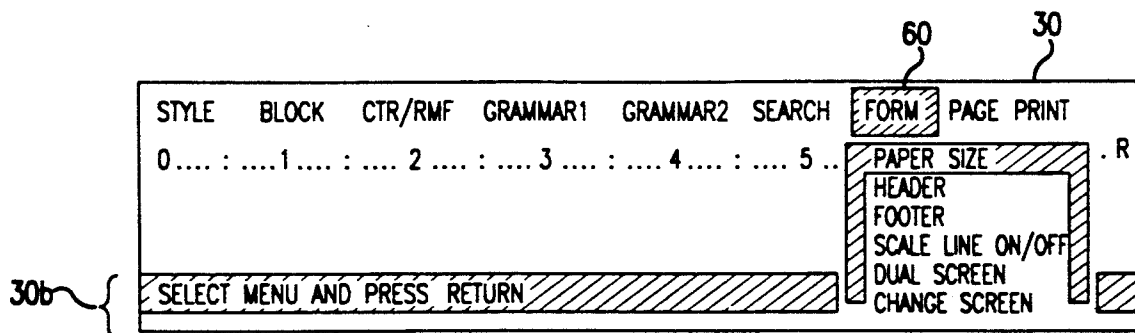 60 30
STYLE BLOCK CTR/RMF GRAMMAR1 GRAMMAR2 SEARCH FORM PAGE PRINT
0.... : ....1.... : .... 2 .... : .... 3 .... : .... 4 .... : .... 5 .. PAPER SIZE . R
HEADER
FOOTER
SCALE LINE ON/OFF
DUAL SCREEN
30b SELECT MENU AND PRESS RETURN CHANGE SCREEN